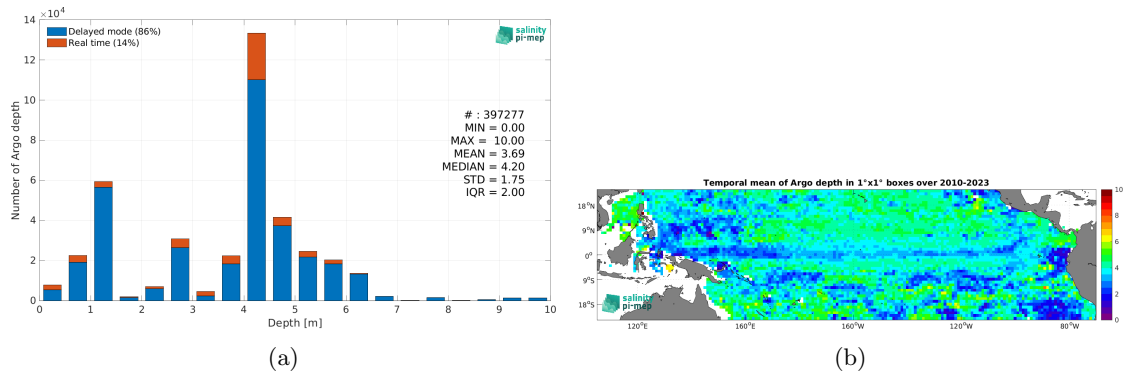 ×10⁴
14
12
10
8
6
4
2
0
Number of Argo depth
Delayed mode (86%)
Real time (14%)
salinity
pi-mep
# : 397277
MIN = 0.00
MAX = 10.00
MEAN = 3.69
MEDIAN = 4.20
STD = 1.75
IQR = 2.00
0 1 2 3 4 5 6 7 8 9 10
Depth [m]
(a)
Temporal mean of Argo depth in 1°x1° boxes over 2010-2023
18°N
9°N
0°
9°S
18°S
salinity
pi-mep
120°E 160°E 160°W 120°W 80°W
10
8
6
4
2
0
(b)